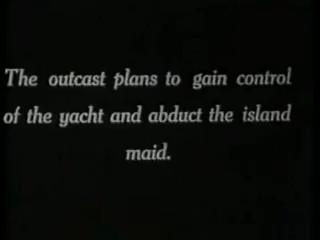 The outcast plans to gain control
of the yacht and abduct the island
maid.